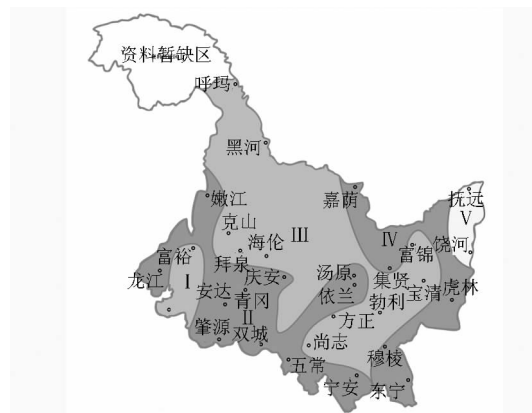 资料暂缺区
呼玛
黑河
嫩江
嘉荫
抚远
克山
Ⅲ
Ⅳ
Ⅴ
富锦
饶河
海伦
富裕
拜泉
汤原
集贤
龙江
Ⅰ
庆安
依兰
宝清
虎林
安达
青冈
勃利
Ⅱ
方正
肇源
双城
尚志
穆棱
五常
宁安
东宁